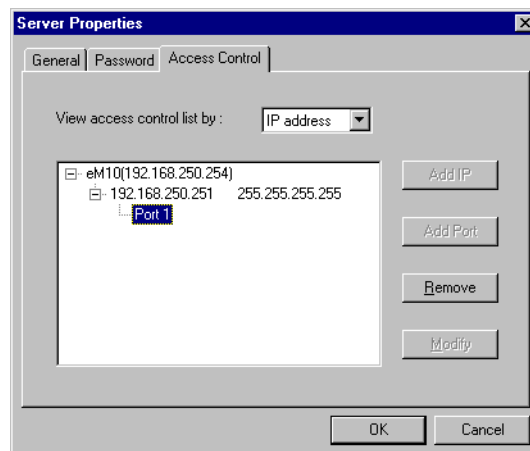 Server Properties
General Password Access Control
View access control list by : IP address
eM10(192.168.250.254)
192.168.250.251 255.255.255.255
Port 1
Add IP
Add Port
Remove
Modify
OK Cancel